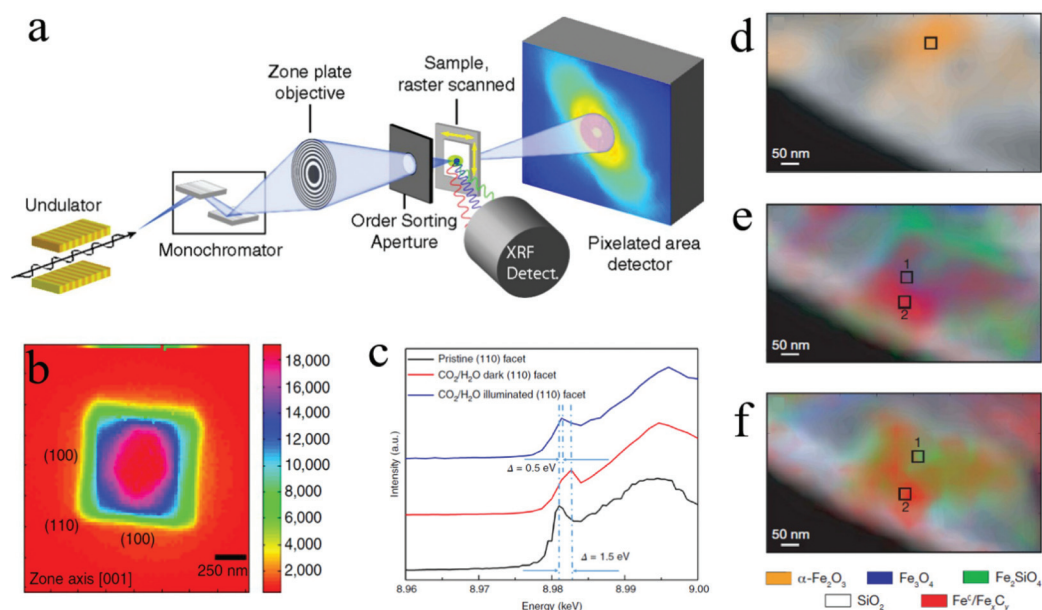 a
Zone plate
objective
Sample,
raster scanned
Undulator
Monochromator
Order Sorting
Aperture
XRF
Detect.
Pixelated area
detector
b
(100)
(110)
(100)
Zone axis [001]
250 nm
18,000
16,000
14,000
12,000
10,000
8,000
6,000
4,000
2,000
c
Pristine (110) facet
CO₂/H₂O dark (110) facet
CO₂/H₂O illuminated (110) facet
Intensity (a.u.)
Δ = 0.5 eV
Δ = 1.5 eV
8.96 8.97 8.98 8.99 9.00
Energy (keV)
d
50 nm
e
1
2
50 nm
f
1
2
50 nm
α-Fe₂O₃ Fe₃O₄ Fe₂SiO₄
SiO₂ Fe⁰/FeₓCᵧ